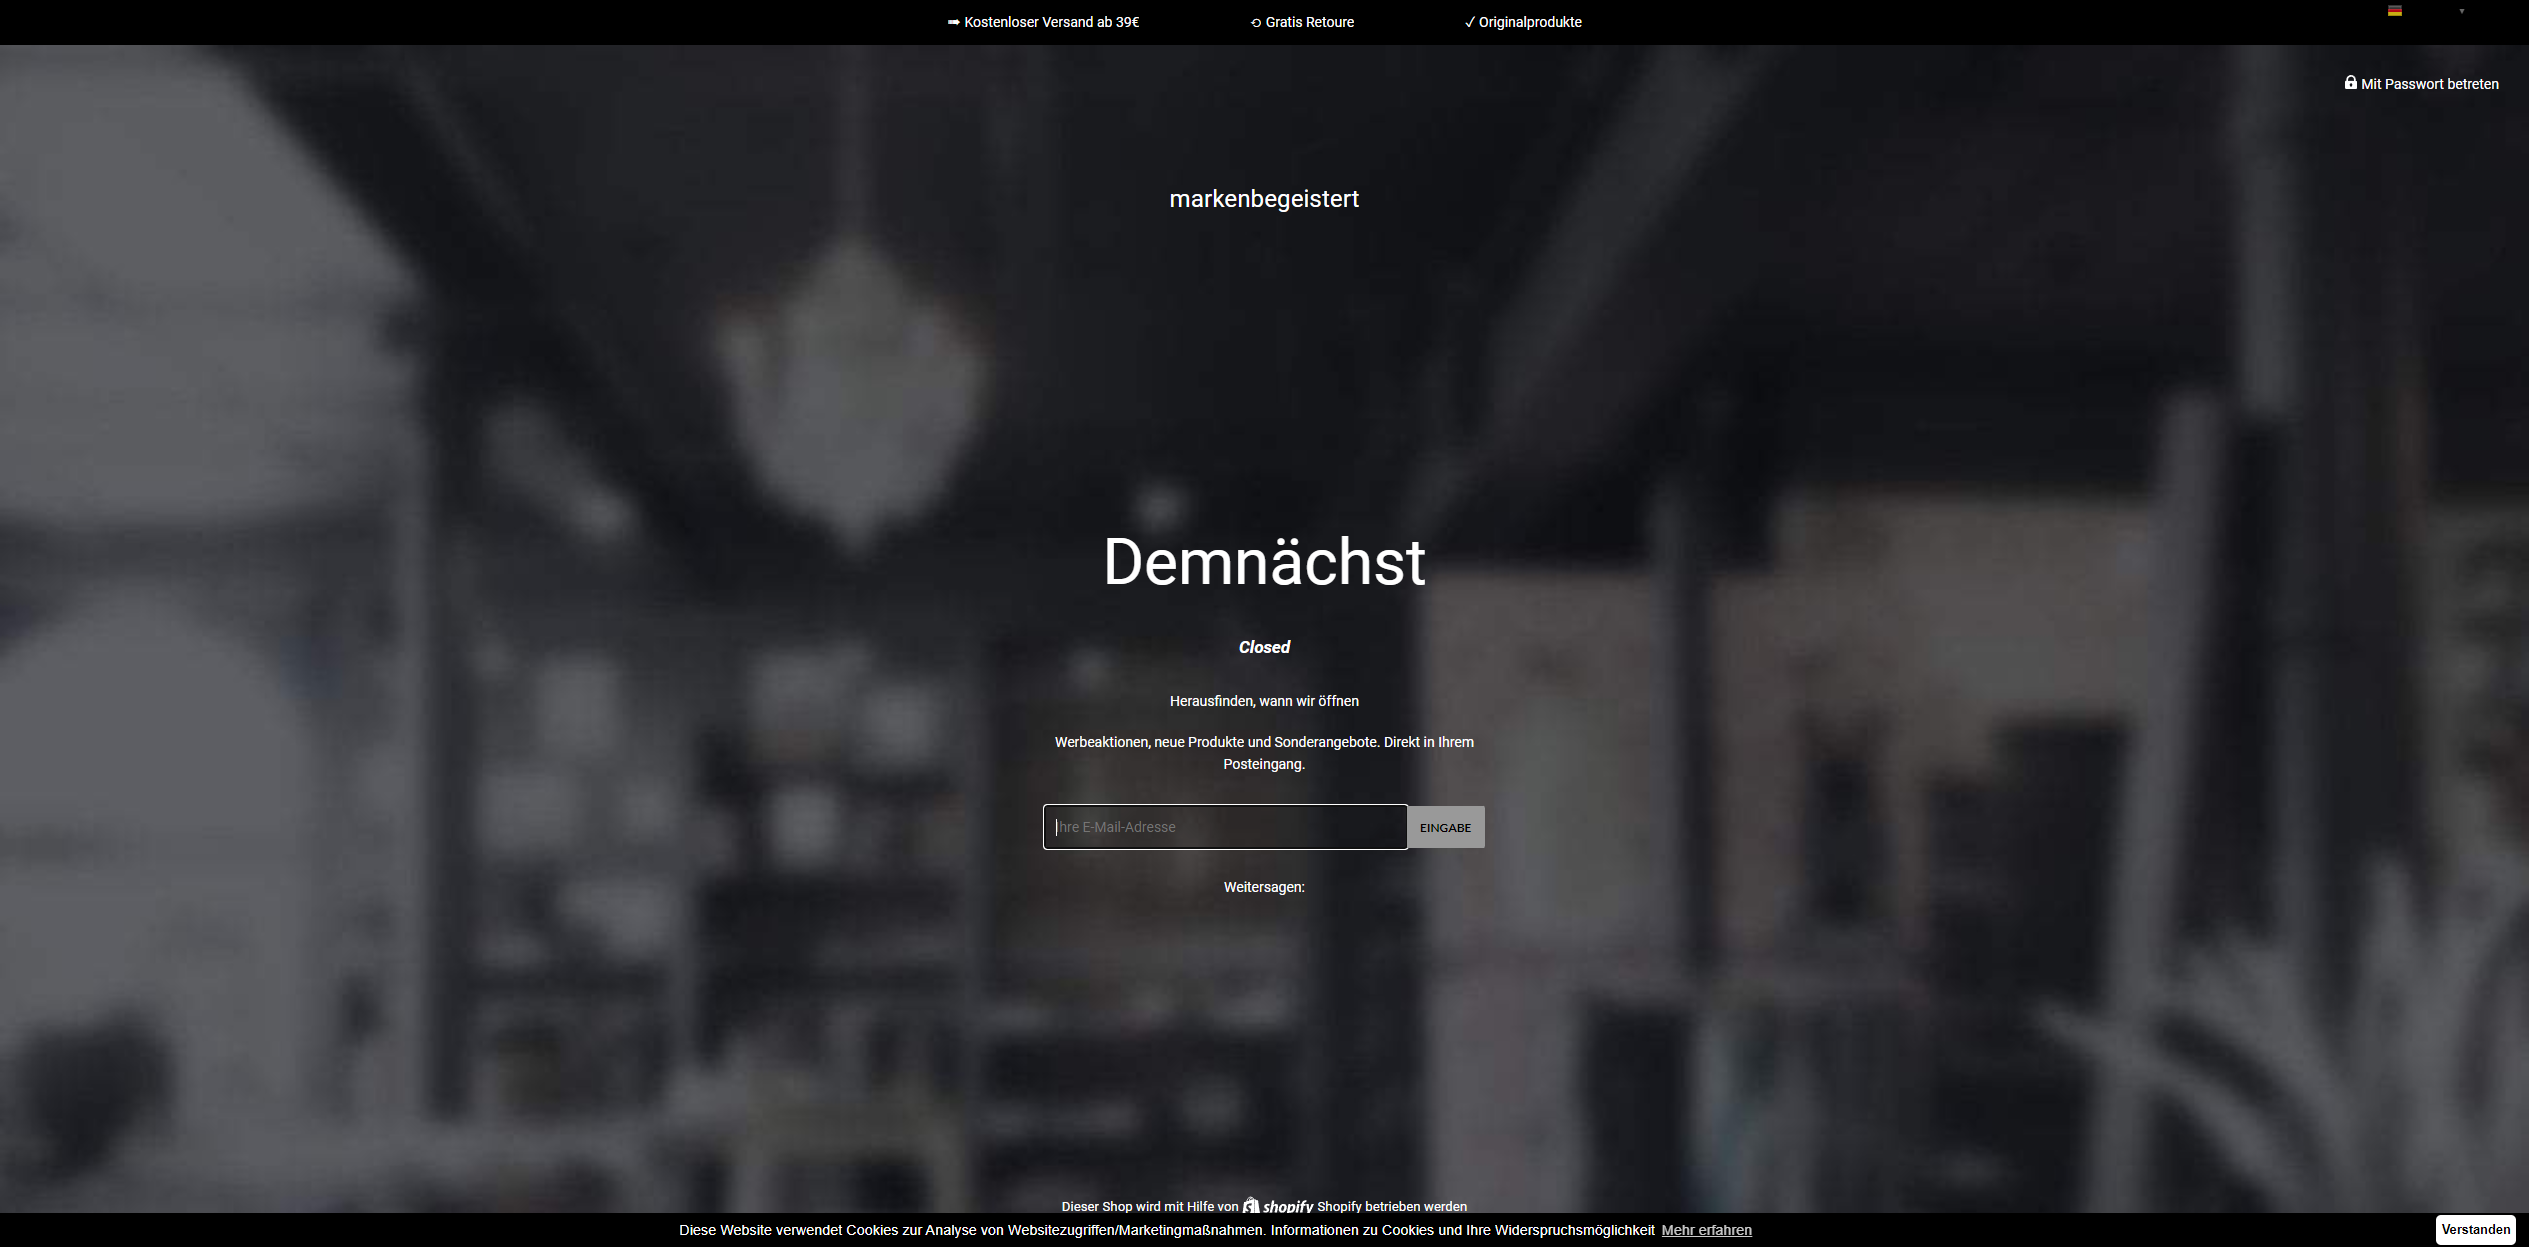 Kostenloser Versand ab 39€
Gratis Retoure
✓ Originalprodukte
Mit Passwort betreten
markenbegeistert
Demnächst
Closed
Herausfinden, wann wir öffnen
Werbeaktionen, neue Produkte und Sonderangebote. Direkt in Ihrem
Posteingang.
Ihre E-Mail-Adresse
EINGABE
Weitersagen:
Dieser Shop wird mit Hilfe von shopify Shopify betrieben werden
Diese Website verwendet Cookies zur Analyse von Websitezugriffen/Marketingmaßnahmen. Informationen zu Cookies und Ihre Widerspruchsmöglichkeit Mehr erfahren
Verstanden